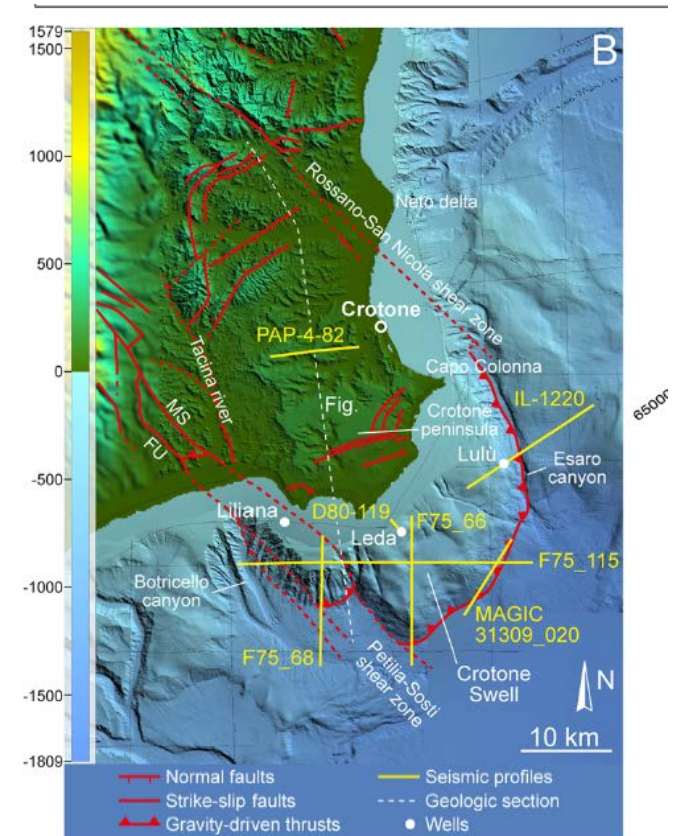 B
1579
1500
1000
500
0
-500
-1000
-1500
-1809
Rossano-San Nicola shear zone
Neto delta
Crotone
PAP-4-82
Capo Colonna
Tacina river
Fig.
Crotone
peninsula
IL-1220
65000
MS
FU
Lulù
Esaro
canyon
Liliana
D80-119
F75_66
Leda
F75_115
Botricello
canyon
MAGIC
31309_020
F75_68
Petilia-Sosti
shear zone
Crotone
Swell
N
10 km
Normal faults
Strike-slip faults
Gravity-driven thrusts
Seismic profiles
Geologic section
Wells